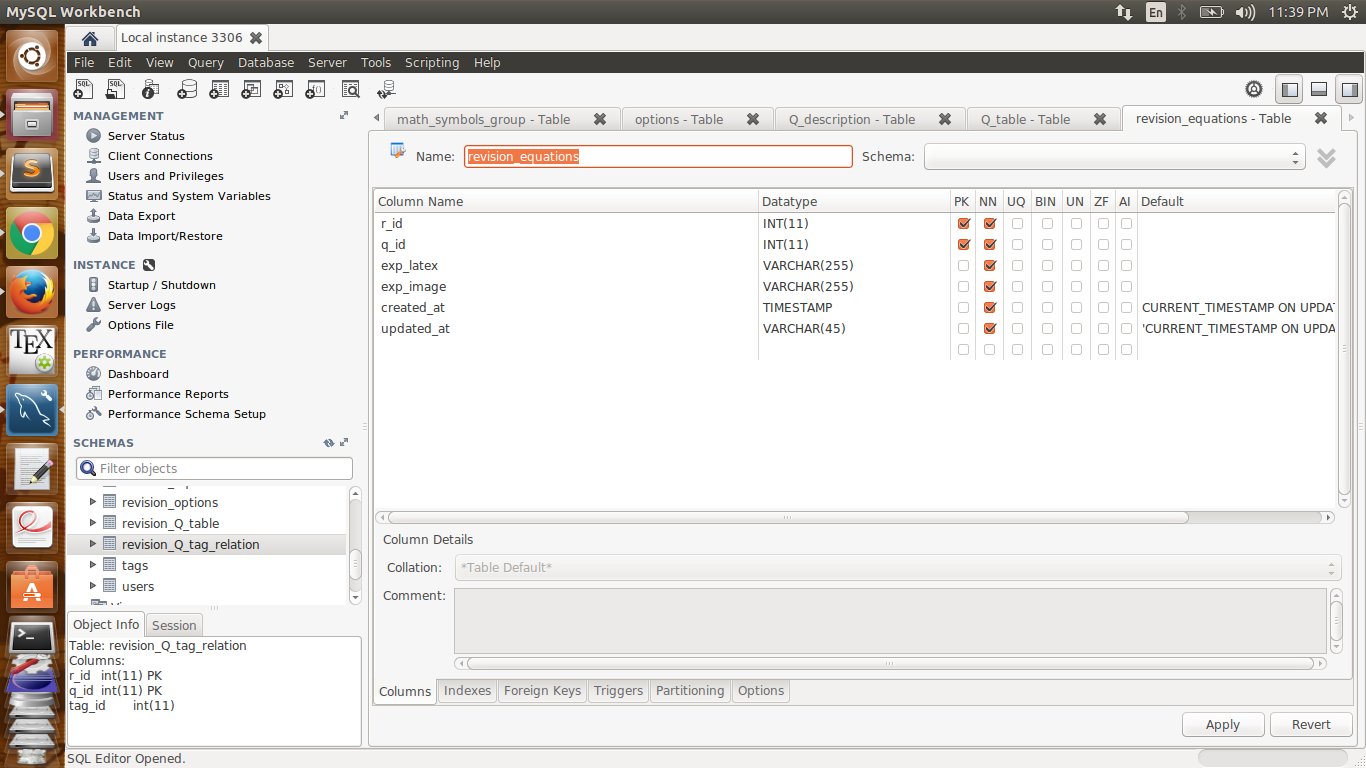 MySQL Workbench En 11:39 PM
Local instance 3306
File Edit View Query Database Server Tools Scripting Help
MANAGEMENT
Server Status
Client Connections
Users and Privileges
Status and System Variables
Data Export
Data Import/Restore
INSTANCE
Startup / Shutdown
Server Logs
Options File
PERFORMANCE
Dashboard
Performance Reports
Performance Schema Setup
SCHEMAS
Filter objects
revision_options
revision_Q_table
revision_Q_tag_relation
tags
users
Object Info Session
Table: revision_Q_tag_relation
Columns:
r_id int(11) PK
q_id int(11) PK
tag_id int(11)
math_symbols_group - Table options - Table Q_description - Table Q_table - Table revision_equations - Table
Name: revision_equations Schema:
Column Name Datatype PK NN UQ BIN UN ZF AI Default
r_id INT(11)
q_id INT(11)
exp_latex VARCHAR(255)
exp_image VARCHAR(255)
created_at TIMESTAMP CURRENT_TIMESTAMP ON UPDAT
updated_at VARCHAR(45) 'CURRENT_TIMESTAMP ON UPDA
Column Details
Collation: *Table Default*
Comment:
Columns Indexes Foreign Keys Triggers Partitioning Options
Apply Revert
SQL Editor Opened.